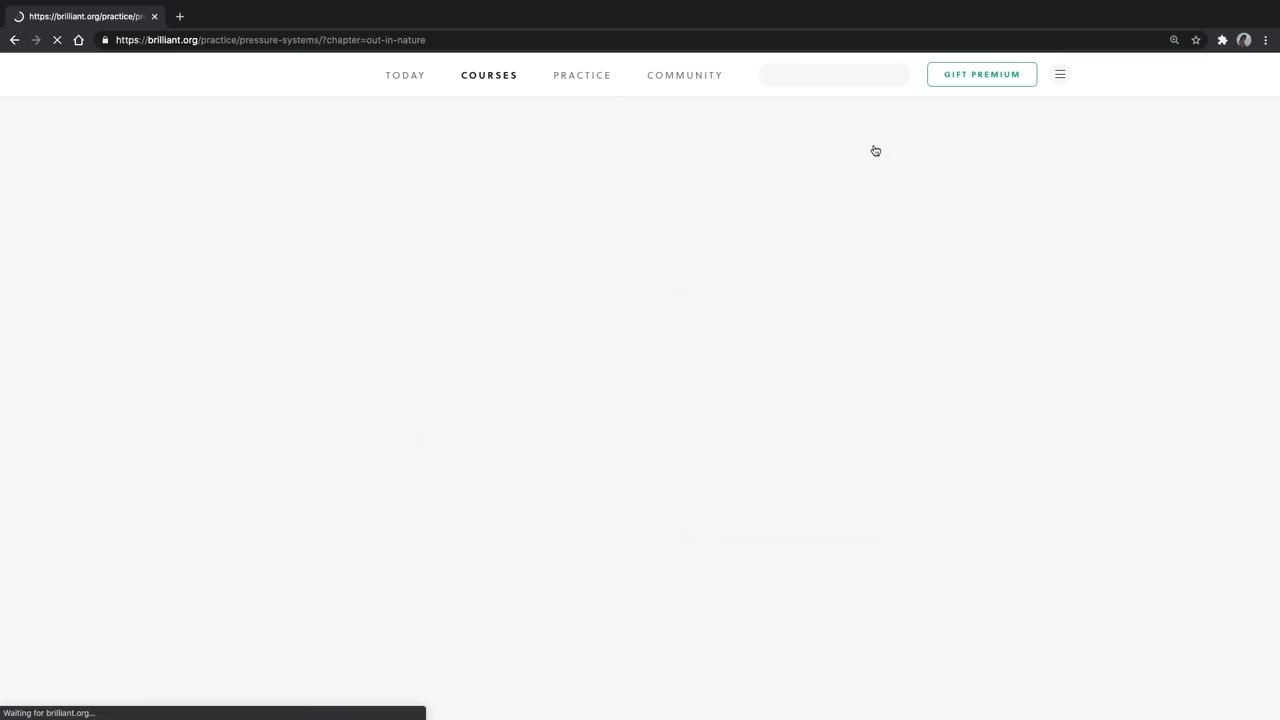 https://brilliant.org/practice/pr
https://brilliant.org/practice/pressure-systems/?chapter=out-in-nature
TODAY
COURSES
PRACTICE
COMMUNITY
GIFT PREMIUM
Waiting for brilliant.org...